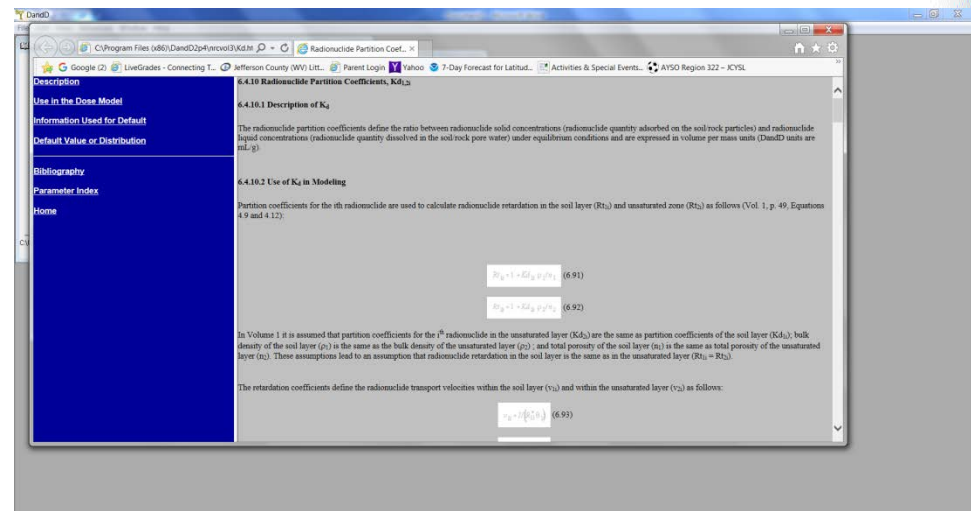 DandD
C:\Program Files (x86)\DandD2p4\nrcvol3\Kd.ht
Radionuclide Partition Coef...
Google (2) LiveGrades - Connecting T... Jefferson County (WV) Litt... Parent Login Yahoo 7-Day Forecast for Latitud... Activities & Special Events... AYSO Region 322 – JCYSL
Description
Use in the Dose Model
Information Used for Default
Default Value or Distribution
Bibliography
Parameter Index
Home
6.4.10 Radionuclide Partition Coefficients, Kd1,2i
6.4.10.1 Description of Kd
The radionuclide partition coefficients define the ratio between radionuclide solid concentrations (radionuclide quantity adsorbed on the soil/rock particles) and radionuclide
liquid concentrations (radionuclide quantity dissolved in the soil/rock pore water) under equilibrium conditions and are expressed in volume per mass units (DandD units are
mL/g).
6.4.10.2 Use of Kd in Modeling
Partition coefficients for the ith radionuclide are used to calculate radionuclide retardation in the soil layer (Rt1i) and unsaturated zone (Rt2i) as follows (Vol. 1, p. 49, Equations
4.9 and 4.12):
(6.91)
(6.92)
In Volume 1 it is assumed that partition coefficients for the ith radionuclide in the unsaturated layer (Kd2i) are the same as partition coefficients of the soil layer (Kd1i); bulk
density of the soil layer (ρ1) is the same as the bulk density of the unsaturated layer (ρ2) ; and total porosity of the soil layer (n1) is the same as total porosity of the unsaturated
layer (n2). These assumptions lead to an assumption that radionuclide retardation in the soil layer is the same as in the unsaturated layer (Rt1i = Rt2i).
The retardation coefficients define the radionuclide transport velocities within the soil layer (v1i) and within the unsaturated layer (v2i) as follows:
(6.93)